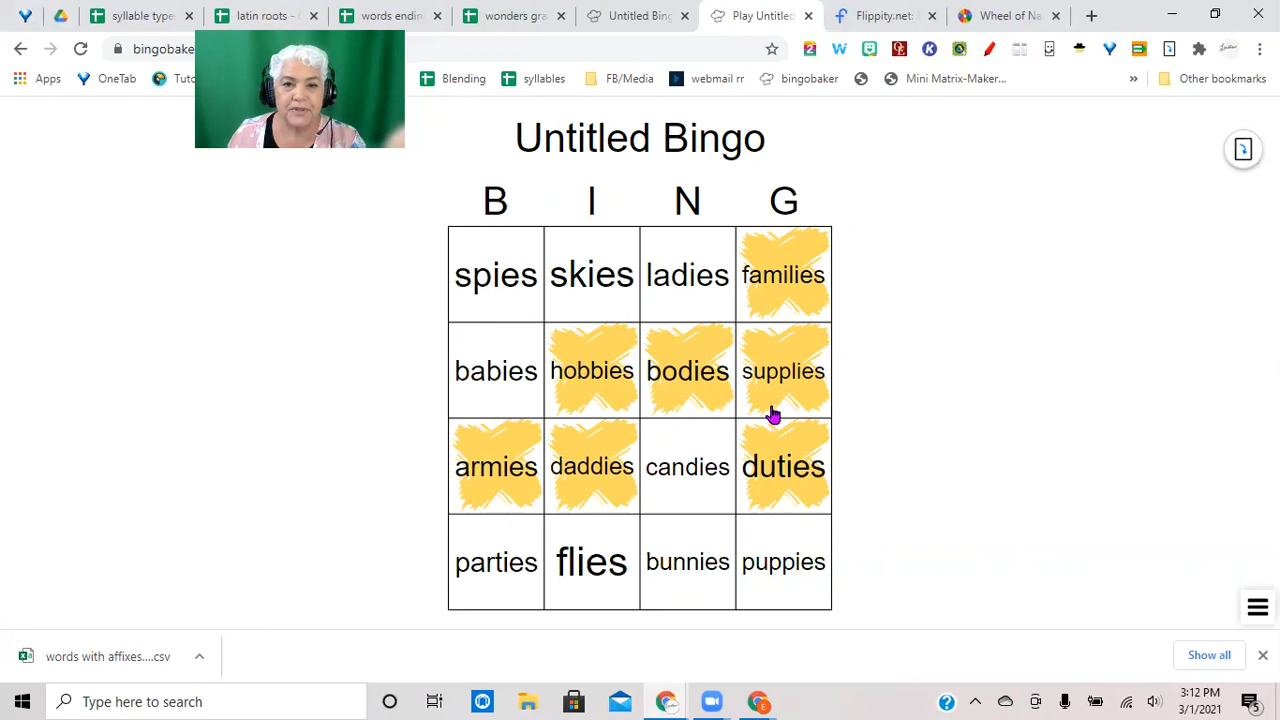 syllable types
latin roots - G
words ending
wonders gra
Untitled Bing
Play Untitled
Flippity.net:
Wheel of Na
bingobake
Apps
OneTab
Tuto
Blending
syllables
FB/Media
webmail rr
bingobaker
Mini Matrix-Maker...
»
Other bookmarks
Untitled Bingo
B I N G
spies skies ladies families
babies hobbies bodies supplies
armies daddies candies duties
parties flies bunnies puppies
words with affixes....csv
Show all
Type here to search
3:12 PM
3/1/2021
5